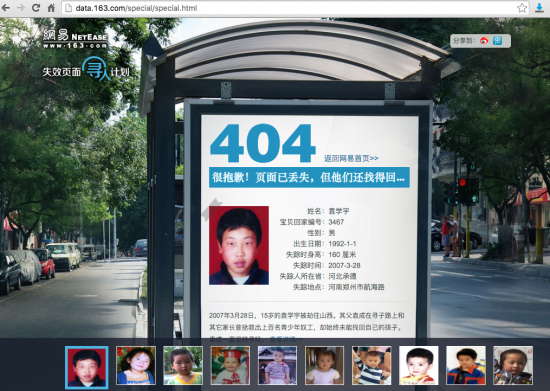 data.163.com/special/special.html
網易 NETEASE
www.163.com
失效页面 寻人 计划
分享到:
404
返回网易首页>>
很抱歉!页面已丢失，但他们还找得回...
姓名: 袁学宇
宝贝回家编号: 3467
性别: 男
出生日期: 1992-1-1
失踪时身高: 160 厘米
失踪时间: 2007-3-28
失踪人所在省: 河北承德
失踪地点: 河南郑州市航海路
2007年3月28日，15岁的袁学宇被劫往山西。其父袁成在寻子路上和
其它家长曾拯救出上百名青少年奴工，却始终未能找回自己的孩子。